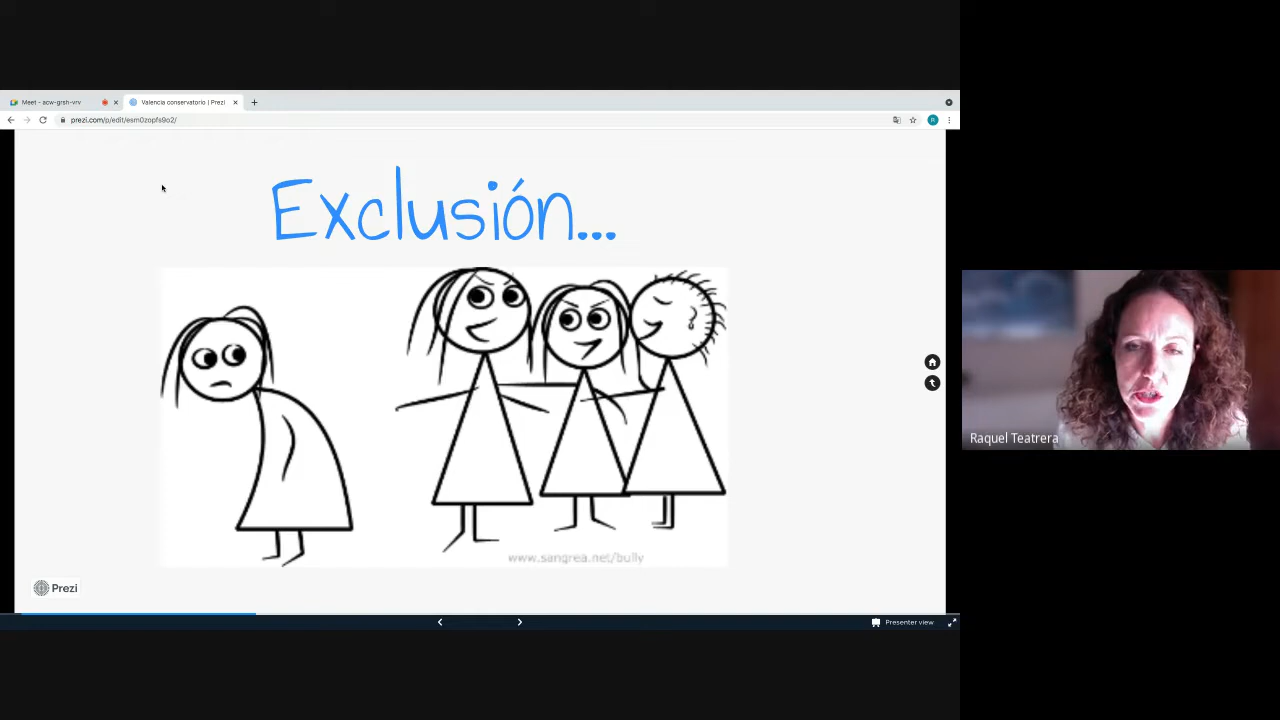 Meet - acw-grsh-vrv
Valencia conservatorio | Prezi
prezi.com/p/edit/esm0zopfs9o2/
R
Exclusión...
www.sangrea.net/bully
Prezi
Presenter view
Raquel Teatrera